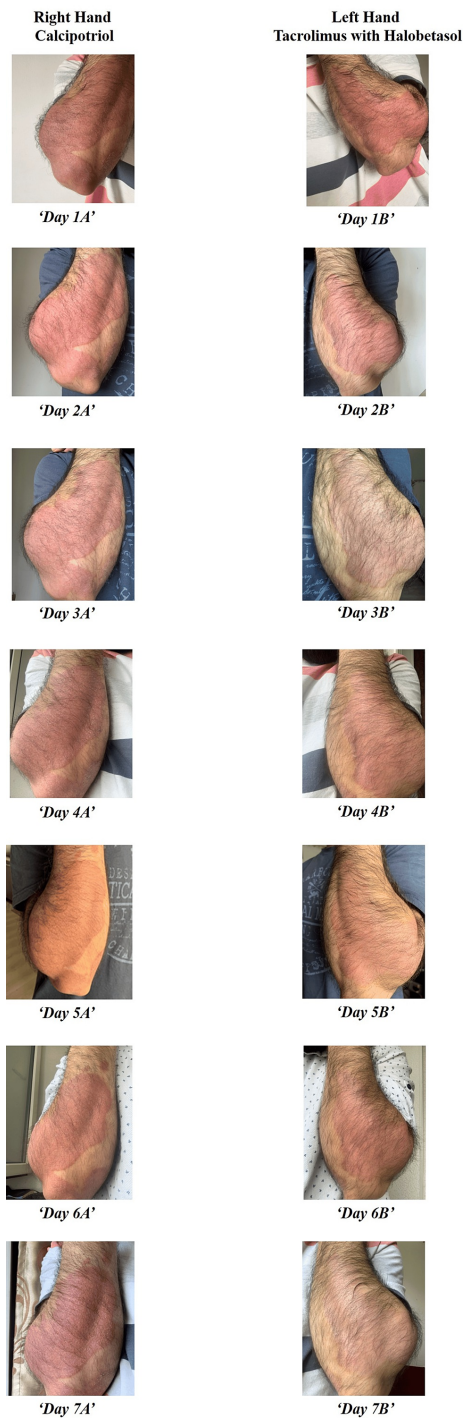 Right Hand
Calcipotriol
Left Hand
Tacrolimus with Halobetasol
‘Day 1A’
‘Day 1B’
‘Day 2A’
‘Day 2B’
‘Day 3A’
‘Day 3B’
‘Day 4A’
‘Day 4B’
‘Day 5A’
‘Day 5B’
‘Day 6A’
‘Day 6B’
‘Day 7A’
‘Day 7B’